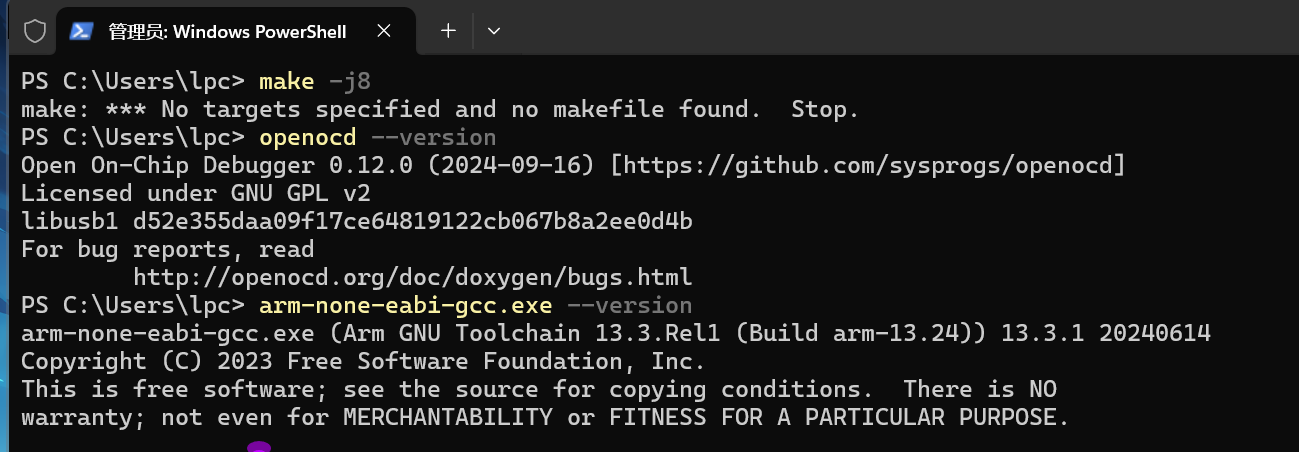 管理员: Windows PowerShell
PS C:\Users\lpc> make -j8
make: *** No targets specified and no makefile found.  Stop.
PS C:\Users\lpc> openocd --version
Open On-Chip Debugger 0.12.0 (2024-09-16) [https://github.com/sysprogs/openocd]
Licensed under GNU GPL v2
libusb1 d52e355daa09f17ce64819122cb067b8a2ee0d4b
For bug reports, read
        http://openocd.org/doc/doxygen/bugs.html
PS C:\Users\lpc> arm-none-eabi-gcc.exe --version
arm-none-eabi-gcc.exe (Arm GNU Toolchain 13.3.Rel1 (Build arm-13.24)) 13.3.1 20240614
Copyright (C) 2023 Free Software Foundation, Inc.
This is free software; see the source for copying conditions.  There is NO
warranty; not even for MERCHANTABILITY or FITNESS FOR A PARTICULAR PURPOSE.